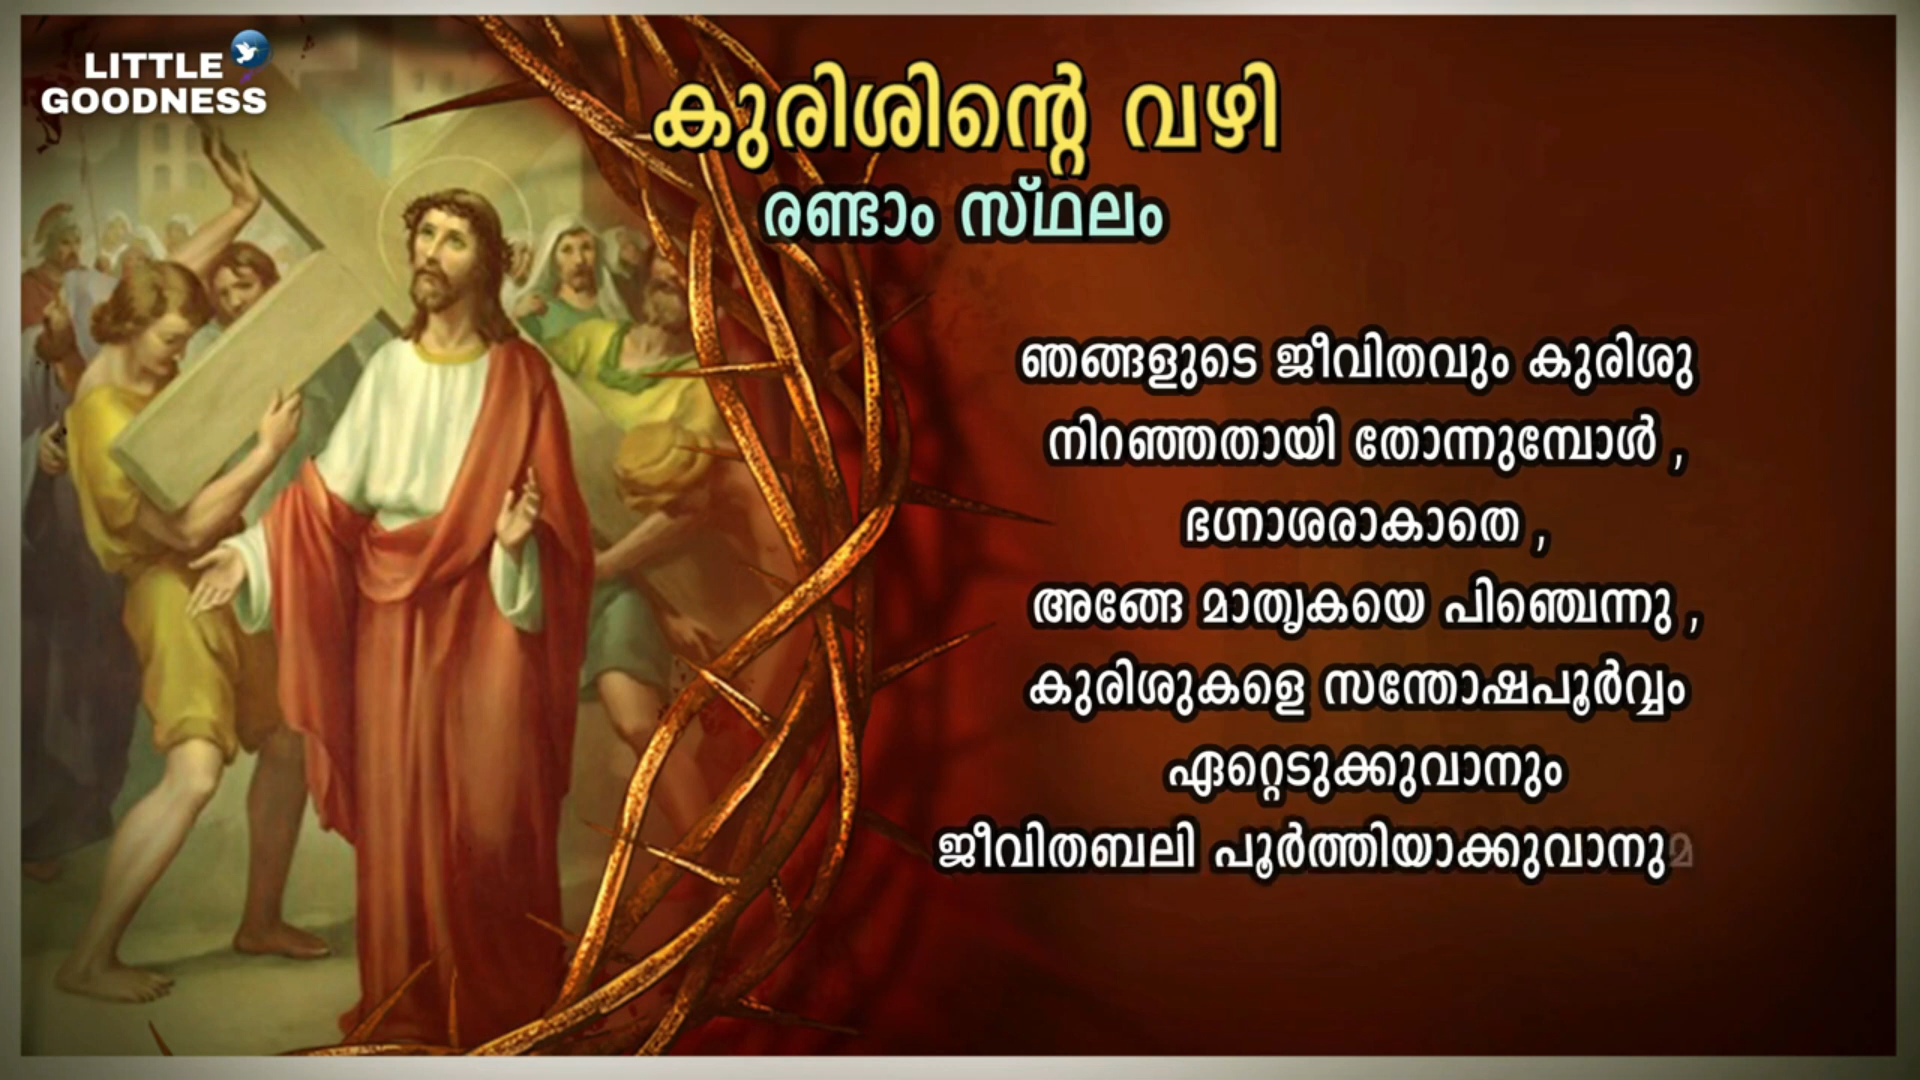 LITTLE
GOODNESS
കുരിശിന്റെ വഴി
രണ്ടാം സ്ഥലം
ഞങ്ങളുടെ ജീവിതവും കുരിശു
നിറഞ്ഞതായി തോന്നുമ്പോൾ ,
ഭഗ്നാശരാകാതെ ,
അങ്ങേ മാതൃകയെ പിഞ്ചെന്നു ,
കുരിശുകളെ സന്തോഷപൂർവ്വം
ഏറ്റെടുക്കുവാനും
ജീവിതബലി പൂർത്തിയാക്കുവാനുമ